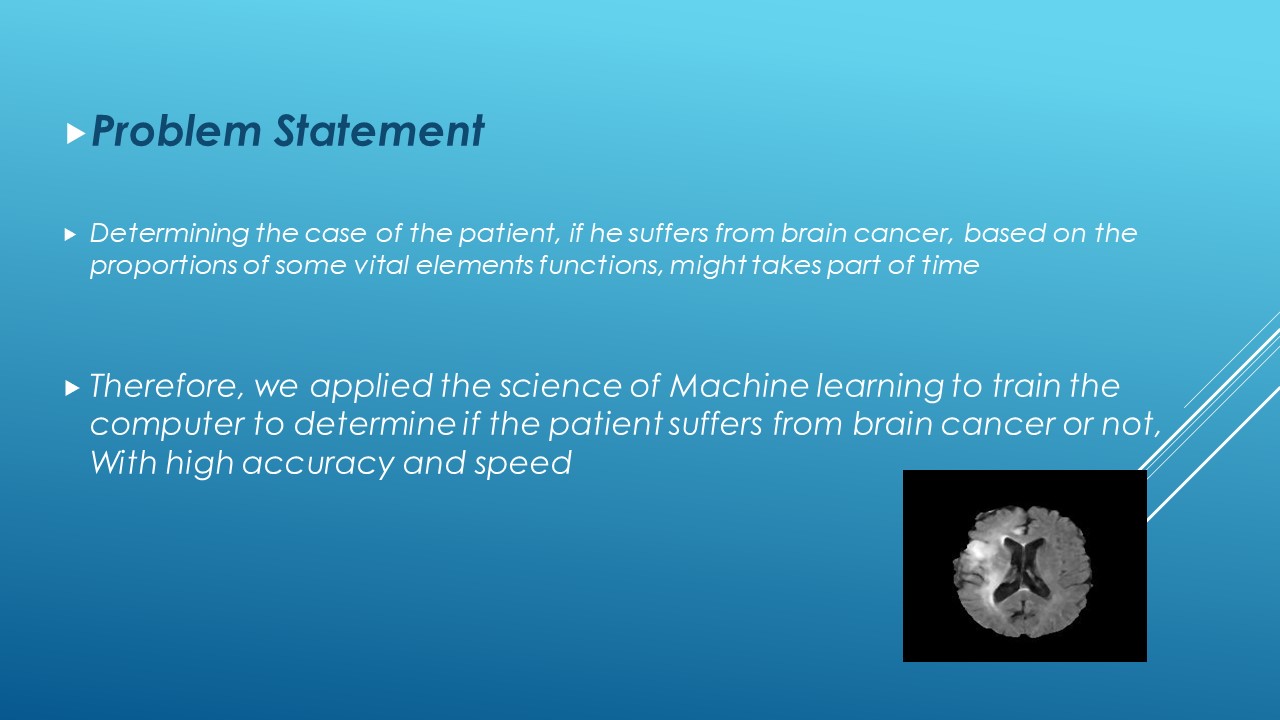 Problem Statement
Determining the case of the patient, if he suffers from brain cancer, based on the
proportions of some vital elements functions, might takes part of time
Therefore, we applied the science of Machine learning to train the
computer to determine if the patient suffers from brain cancer or not,
With high accuracy and speed